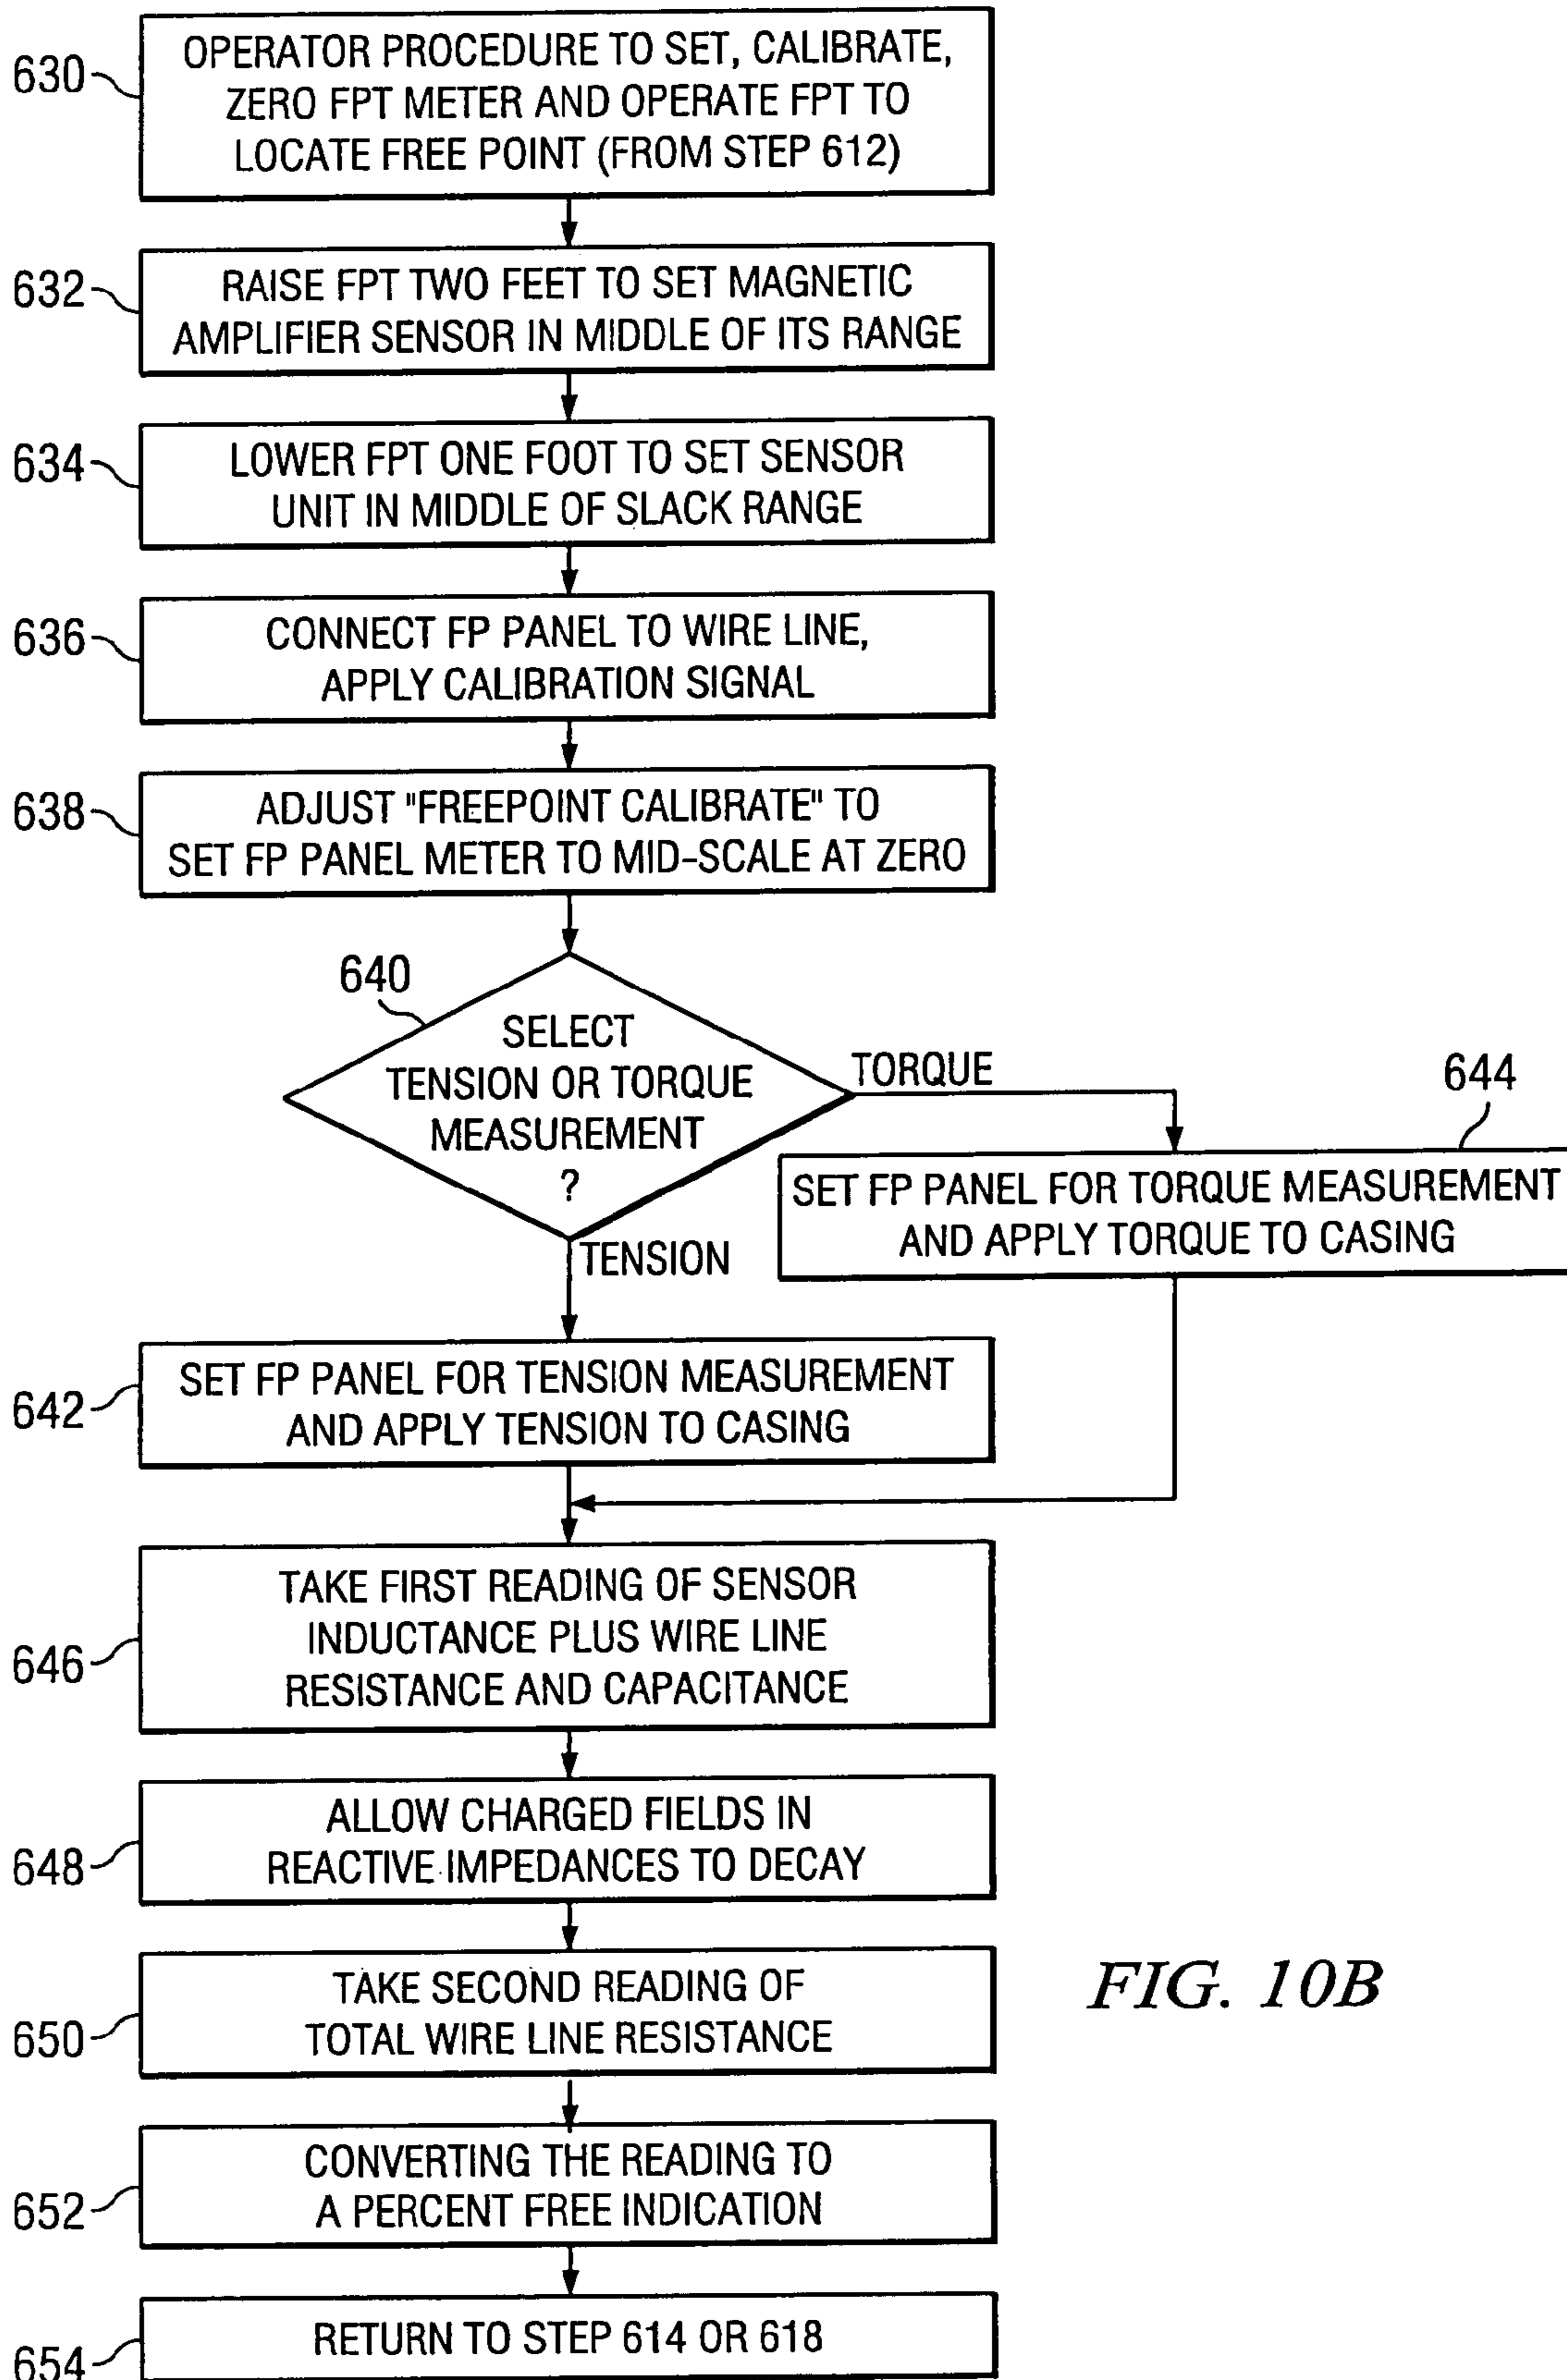 630
OPERATOR PROCEDURE TO SET, CALIBRATE,
ZERO FPT METER AND OPERATE FPT TO
LOCATE FREE POINT (FROM STEP 612)
632
RAISE FPT TWO FEET TO SET MAGNETIC
AMPLIFIER SENSOR IN MIDDLE OF ITS RANGE
634
LOWER FPT ONE FOOT TO SET SENSOR
UNIT IN MIDDLE OF SLACK RANGE
636
CONNECT FP PANEL TO WIRE LINE,
APPLY CALIBRATION SIGNAL
638
ADJUST "FREEPOINT CALIBRATE" TO
SET FP PANEL METER TO MID-SCALE AT ZERO
640
SELECT
TENSION OR TORQUE
MEASUREMENT
?
TORQUE
644
SET FP PANEL FOR TORQUE MEASUREMENT
AND APPLY TORQUE TO CASING
TENSION
642
SET FP PANEL FOR TENSION MEASUREMENT
AND APPLY TENSION TO CASING
646
TAKE FIRST READING OF SENSOR
INDUCTANCE PLUS WIRE LINE
RESISTANCE AND CAPACITANCE
648
ALLOW CHARGED FIELDS IN
REACTIVE IMPEDANCES TO DECAY
650
TAKE SECOND READING OF
TOTAL WIRE LINE RESISTANCE
FIG. 10B
652
CONVERTING THE READING TO
A PERCENT FREE INDICATION
654
RETURN TO STEP 614 OR 618